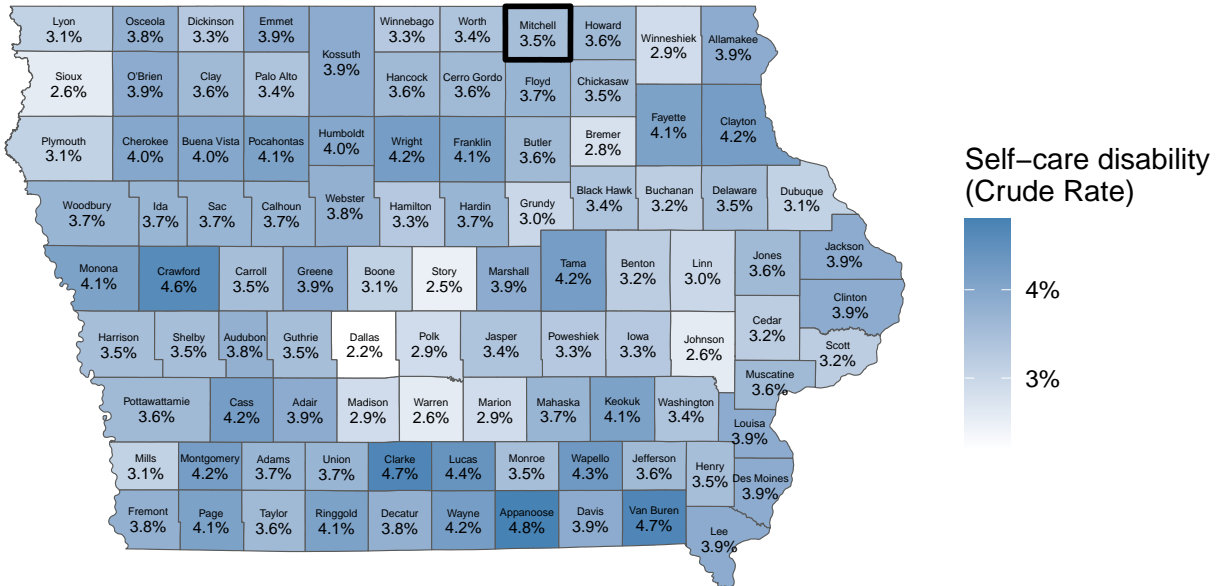 Lyon
3.1%
Osceola
3.8%
Dickinson
3.3%
Emmet
3.9%
Kossuth
3.9%
Winnebago
3.3%
Worth
3.4%
Mitchell
3.5%
Howard
3.6%
Winneshiek
2.9%
Allamakee
3.9%
Sioux
2.6%
O'Brien
3.9%
Clay
3.6%
Palo Alto
3.4%
Hancock
3.6%
Cerro Gordo
3.6%
Floyd
3.7%
Chickasaw
3.5%
Fayette
4.1%
Clayton
4.2%
Plymouth
3.1%
Cherokee
4.0%
Buena Vista
4.0%
Pocahontas
4.1%
Humboldt
4.0%
Wright
4.2%
Franklin
4.1%
Butler
3.6%
Bremer
2.8%
Woodbury
3.7%
Ida
3.7%
Sac
3.7%
Calhoun
3.7%
Webster
3.8%
Hamilton
3.3%
Hardin
3.7%
Grundy
3.0%
Black Hawk
3.4%
Buchanan
3.2%
Delaware
3.5%
Dubuque
3.1%
Monona
4.1%
Crawford
4.6%
Carroll
3.5%
Greene
3.9%
Boone
3.1%
Story
2.5%
Marshall
3.9%
Tama
4.2%
Benton
3.2%
Linn
3.0%
Jones
3.6%
Jackson
3.9%
Clinton
3.9%
Harrison
3.5%
Shelby
3.5%
Audubon
3.8%
Guthrie
3.5%
Dallas
2.2%
Polk
2.9%
Jasper
3.4%
Poweshiek
3.3%
Iowa
3.3%
Johnson
2.6%
Cedar
3.2%
Scott
3.2%
Muscatine
3.6%
Pottawattamie
3.6%
Cass
4.2%
Adair
3.9%
Madison
2.9%
Warren
2.6%
Marion
2.9%
Mahaska
3.7%
Keokuk
4.1%
Washington
3.4%
Louisa
3.9%
Mills
3.1%
Montgomery
4.2%
Adams
3.7%
Union
3.7%
Clarke
4.7%
Lucas
4.4%
Monroe
3.5%
Wapello
4.3%
Jefferson
3.6%
Henry
3.5%
Des Moines
3.9%
Fremont
3.8%
Page
4.1%
Taylor
3.6%
Ringgold
4.1%
Decatur
3.8%
Wayne
4.2%
Appanoose
4.8%
Davis
3.9%
Van Buren
4.7%
Lee
3.9%
Self−care disability
(Crude Rate)
4%
3%